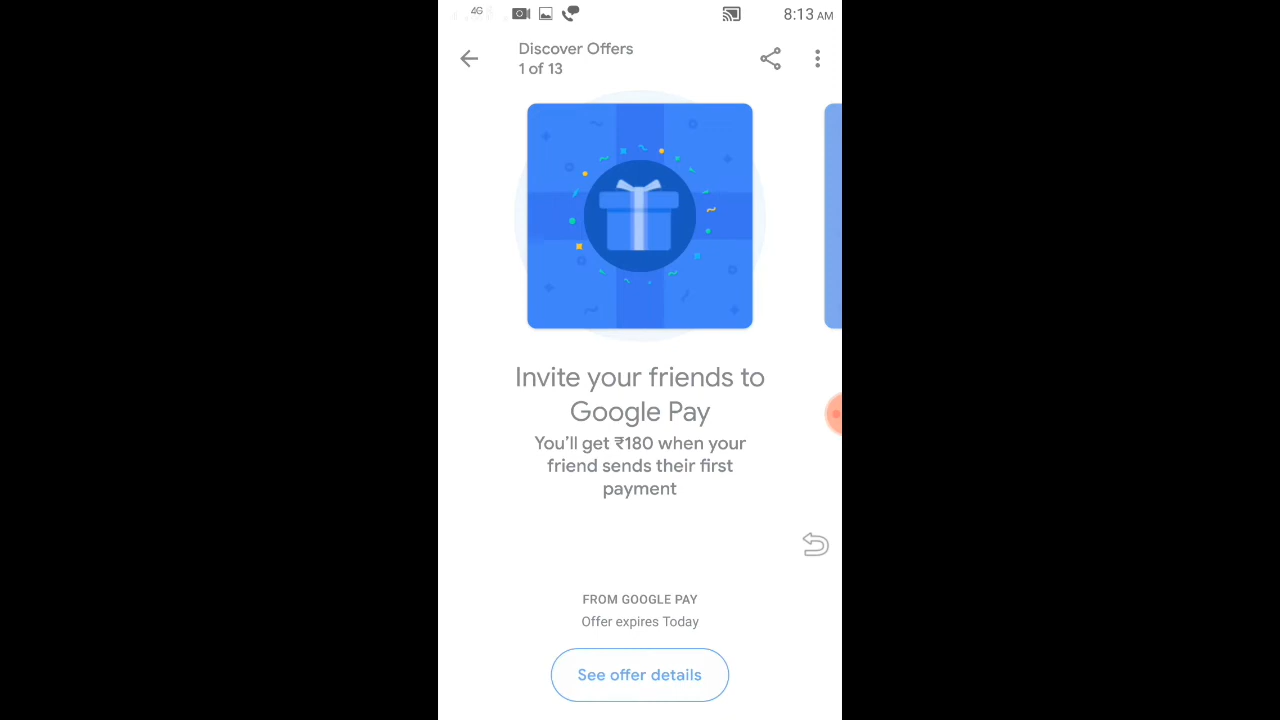 4G
8:13 AM
Discover Offers
1 of 13
Invite your friends to
Google Pay
You'll get ₹180 when your
friend sends their first
payment
FROM GOOGLE PAY
Offer expires Today
See offer details